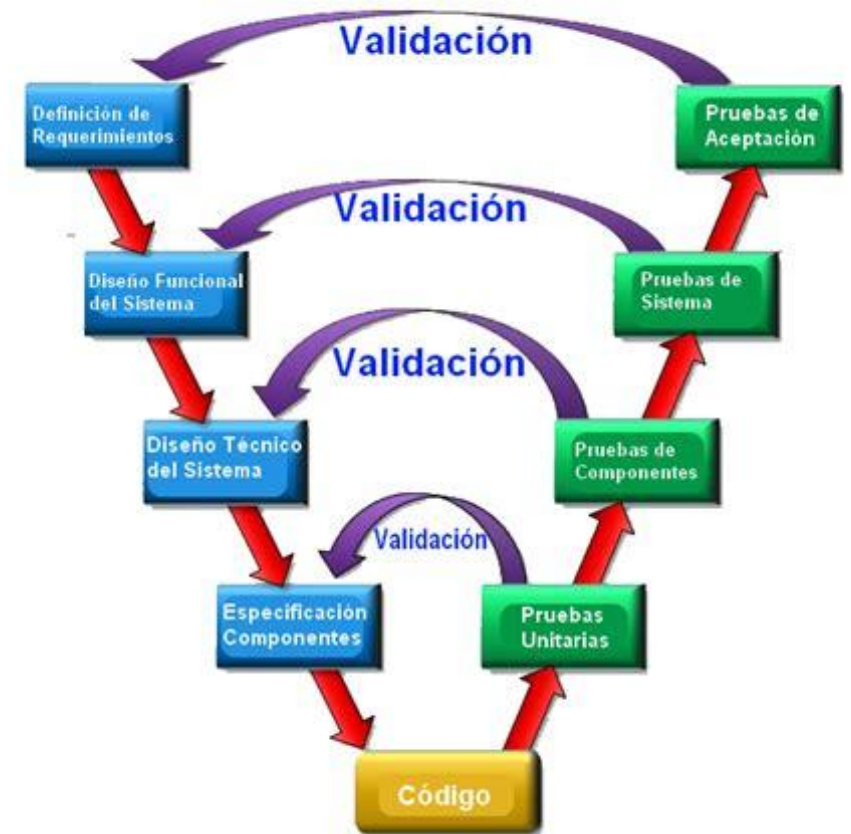 Validación
Definición de
Requerimientos
Pruebas de
Aceptación
Validación
Diseño Funcional
del Sistema
Pruebas de
Sistema
Validación
Diseño Técnico
del Sistema
Pruebas de
Componentes
Validación
Especificación
Componentes
Pruebas
Unitarias
Código